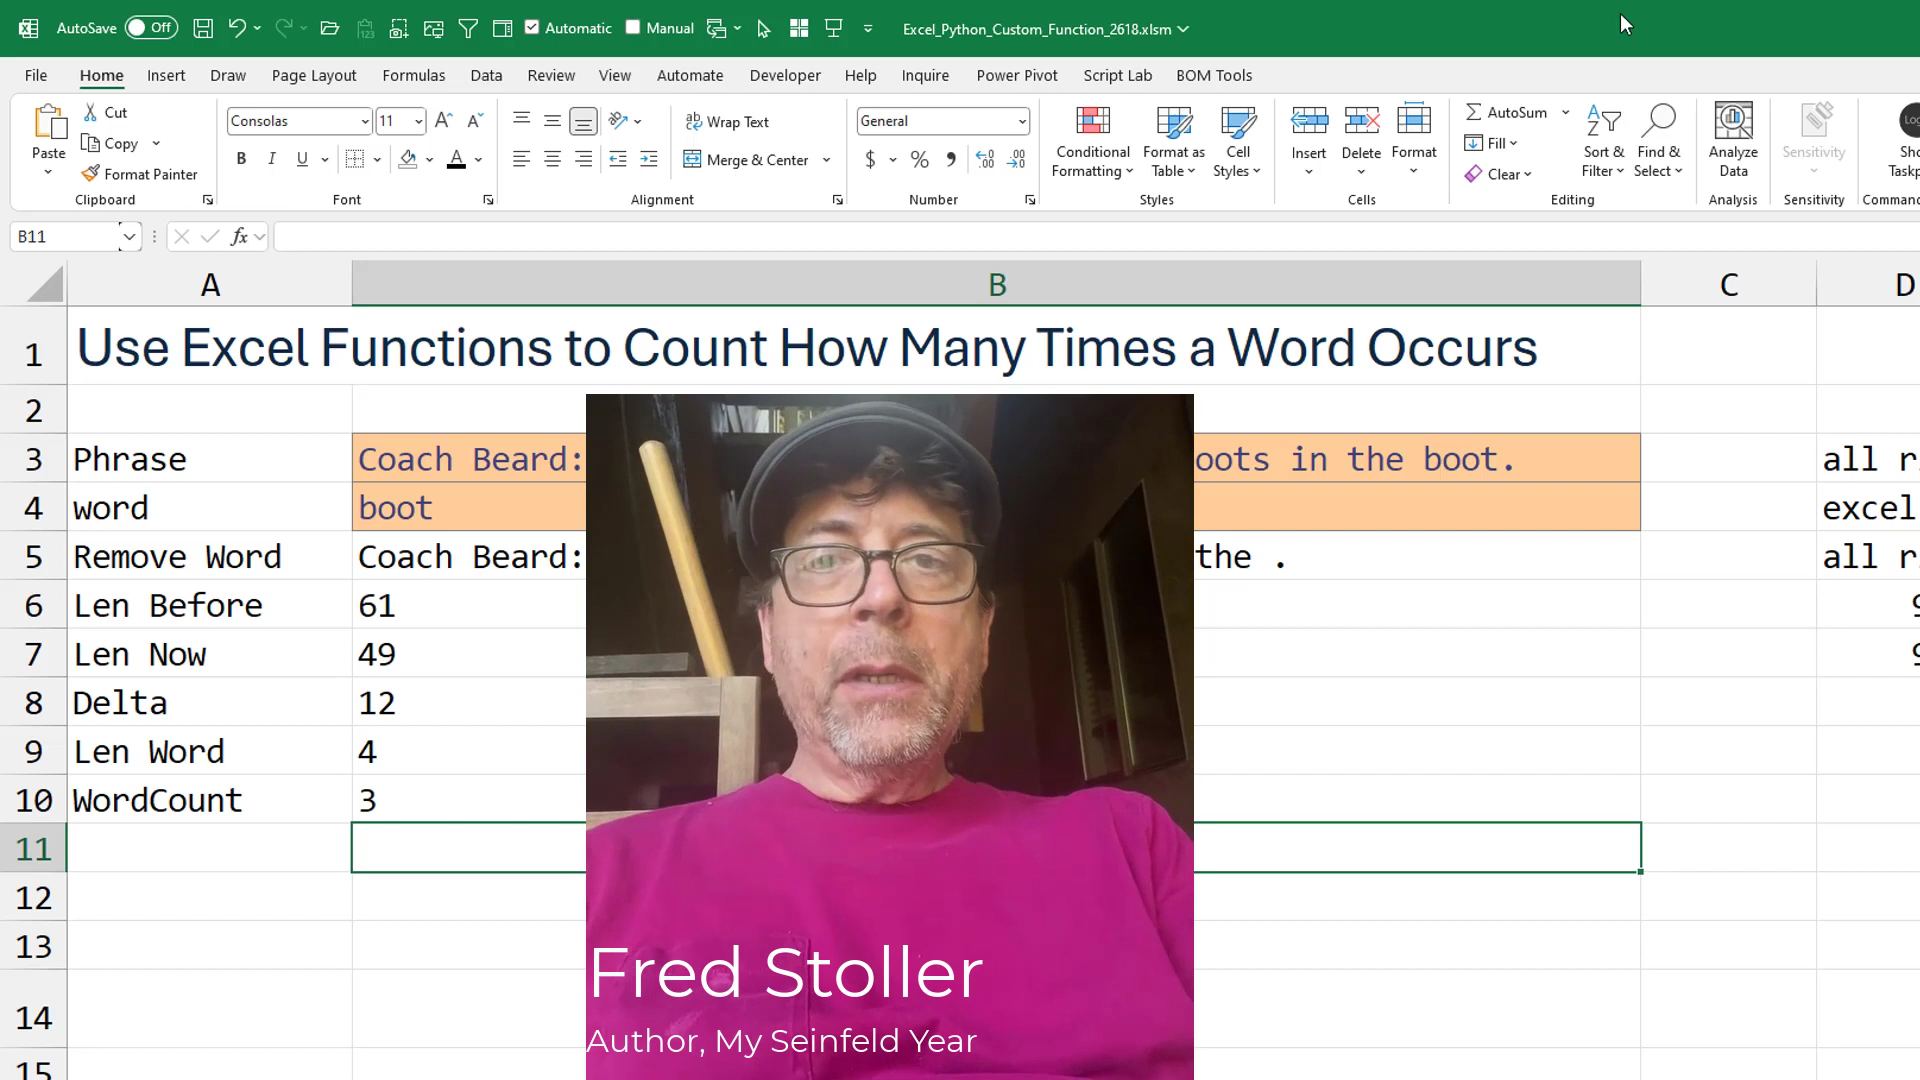 AutoSave Off Automatic Manual Excel_Python_Custom_Function_2618.xlsm
File Home Insert Draw Page Layout Formulas Data Review View Automate Developer Help Inquire Power Pivot Script Lab BOM Tools
Paste Cut Copy Format Painter
Clipboard
Consolas 11
B I U A
Font
Wrap Text
Merge & Center
Alignment
General
$ %
Number
Conditional Formatting Format as Table Cell Styles
Styles
Insert Delete Format
Cells
AutoSum
Fill
Clear
Sort & Filter Find & Select
Editing
Analyze Data
Analysis
Sensitivity
Sensitivity
B11 fx
A B C D
1 Use Excel Functions to Count How Many Times a Word Occurs
2
3 Phrase Coach Beard: oots in the boot. all r
4 word boot excel
5 Remove Word Coach Beard: the . all r
6 Len Before 61
7 Len Now 49
8 Delta 12
9 Len Word 4
10 WordCount 3
11
12
13
14
15
Fred Stoller
Author, My Seinfeld Year